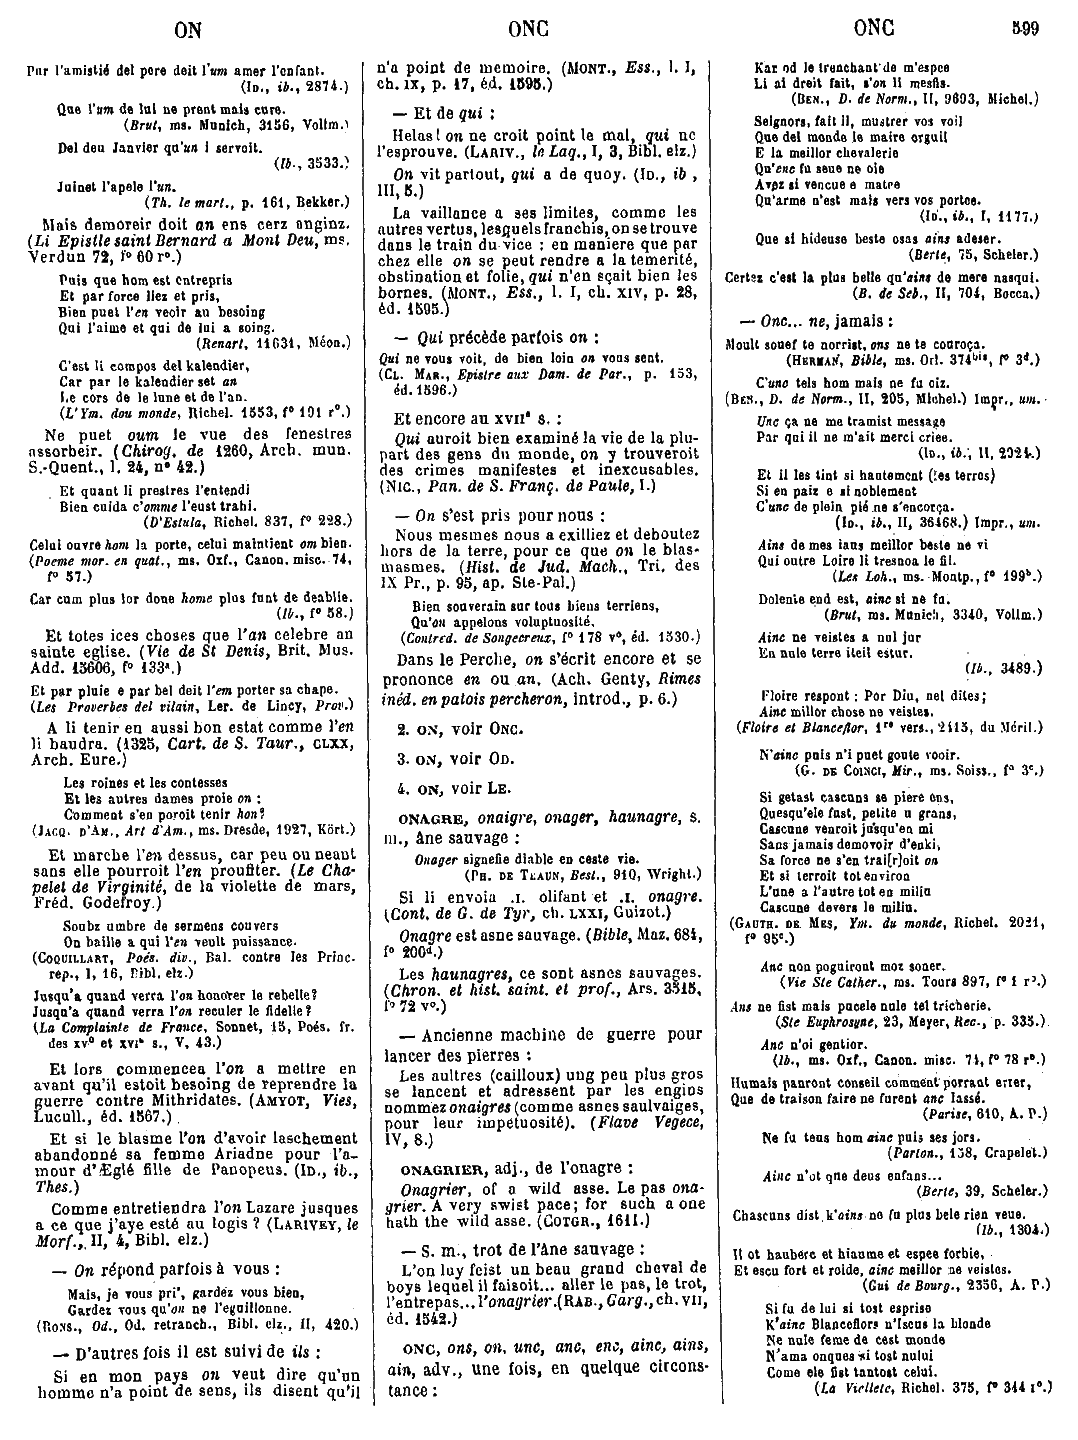 ON
ONC
ONC
599
Par l'amistié del pere doit l'um amer l'enfant.
(ID., ib., 2874.)
Que l'um de lui ne prent mais cure.
(Brut, ms. Munich, 3156, Vollm.)
Del deu Janvier qu'un i servoit.
(Ib., 3533.)
Juinet l'apele l'un.
(Th. le mart., p. 161, Bekker.)
Mais demoreir doit an ens cerz anginz.
(Li Epistle saint Bernard a Mont Deu, ms.
Verdun 72, f° 60 r°.)
Puis que hom est entrepris
Et par force liez et pris,
Bien puet l'en veoir au besoing
Qui l'aime et qui de lui a soing.
(Renart, 11631, Méon.)
C'est li compos del kalendier,
Car par le kalendier set an
Le cors de le lune et de l'an.
(L'Ym. dou monde, Richel. 1553, f° 191 r°.)
Ne puet oum le vue des fenestres
assorbeir. (Chirog. de 1260, Arch. mun.
S.-Quent., l. 24, n° 42.)
Et quant li prestres l'entendi
Bien cuida c'omme l'eust trahi.
(D'Estula, Richel. 837, f° 228.)
Celui ouvre hom la porte, celui maintient om bien.
(Poeme mor. en quat., ms. Oxf., Canon. misc. 74,
f° 57.)
Car cum plus lor done home plus funt de deablie.
(Ib., f° 58.)
Et totes ices choses que l'an celebre an
sainte eglise. (Vie de St Denis, Brit. Mus.
Add. 15606, f° 133ᵃ.)
Et par pluie e par bel deit l'em porter sa chape.
(Les Proverbes del vilain, Ler. de Lincy, Prov.)
A li tenir en aussi bon estat comme l'en
li baudra. (1325, Cart. de S. Taur., CLXX,
Arch. Eure.)
Les roines et les contesses
Et les autres dames proie on :
Comment s'en poroit tenir hon?
(JACQ. D'AM., Art d'Am., ms. Dresde, 1927, Kört.)
Et marche l'en dessus, car peu ou neant
sans elle pourroit l'en proufiter. (Le Chapelet
de Virginité, de la violette de mars,
Fréd. Godefroy.)
Soubz umbre de sermens couvers
On baille a qui l'en veult puissance.
(COQUILLART, Poés. div., Bal. contre les Princ.
rep., I, 16, Bibl. elz.)
Jusqu'a quand verra l'on honorer le rebelle?
Jusqu'a quand verra l'on reculer le fidelle?
(La Complainte de France, Sonnet, 15, Poés. fr.
des xvᵉ et xvıᵉ s., V, 43.)
Et lors commencea l'on a mettre en
avant qu'il estoit besoing de reprendre la
guerre contre Mithridates. (AMYOT, Vies,
Lucull., éd. 1567.)
Et si le blasme l'on d'avoir laschement
abandonné sa femme Ariadne pour l'amour
d'Æglé fille de Panopeus. (ID., ib.,
Thes.)
Comme entretiendra l'on Lazare jusques
a ce que j'aye esté au logis ? (LARIVEY, le
Morf., II, 4, Bibl. elz.)
— On répond parfois à vous :
Mais, je vous pri', gardez vous bien,
Gardez vous qu'on ne l'eguillonne.
(RONS., Od., Od. retranch., Bibl. elz., II, 420.)
— D'autres fois il est suivi de ils :
Si en mon pays on veut dire qu'un
homme n'a point de sens, ils disent qu'il
n'a point de memoire. (MONT., Ess., l. I,
ch. IX, p. 17, éd. 1595.)
— Et de qui :
Helas ! on ne croit point le mal, qui ne
l'esprouve. (LARIV., le Laq., I, 3, Bibl. elz.)
On vit partout, qui a de quoy. (ID., ib,
III, 5.)
La vaillance a ses limites, comme les
autres vertus, lesquels franchis, on se trouve
dans le train du vice : en maniere que par
chez elle on se peut rendre a la temerité,
obstination et folie, qui n'en sçait bien les
bornes. (MONT., Ess., l. I, ch. XIV, p. 28,
éd. 1595.)
— Qui précède parfois on :
Qui ne vous voit, de bien loin on vous sent.
(CL. MAR., Epistre aux Dam. de Par., p. 153,
éd. 1596.)
Et encore au XVIIᵉ s. :
Qui auroit bien examiné la vie de la plupart
des gens du monde, on y trouveroit
des crimes manifestes et inexcusables.
(NIC., Pan. de S. Franç. de Paule, I.)
— On s'est pris pour nous :
Nous mesmes nous a exilliez et deboutez
hors de la terre, pour ce que on le blasmasmes.
(Hist. de Jud. Mach., Tri. des
IX Pr., p. 95, ap. Ste-Pal.)
Bien souverain sur tous biens terriens,
Qu'on appelons voluptuosité.
(Contred. de Songecreux, f° 178 v°, éd. 1530.)
Dans le Perche, on s'écrit encore et se
prononce en ou an. (Ach. Genty, Rimes
inéd. en patois percheron, introd., p. 6.)
2. ON, voir ONC.
3. ON, voir OD.
4. ON, voir LE.
ONAGRE, onaigre, onager, haunagre, s.
m., âne sauvage :
Onager signefie diable en ceste vie.
(PH. DE THAUN, Best., 910, Wright.)
Si li envoia .I. olifant et .I. onagre.
(Cont. de G. de Tyr, ch. LXXI, Guizot.)
Onagre est asne sauvage. (Bible, Maz. 684,
f° 200ᵈ.)
Les haunagres, ce sont asnes sauvages.
(Chron. et hist. saint. et prof., Ars. 3515,
f° 72 v°.)
— Ancienne machine de guerre pour
lancer des pierres :
Les aultres (cailloux) ung peu plus gros
se lancent et adressent par les engins
nommez onaigres (comme asnes saulvaiges,
pour leur impetuosité). (Flave Vegece,
IV, 8.)
ONAGRIER, adj., de l'onagre :
Onagrier, of a wild asse. Le pas onagrier.
A very swist pace; for such a one
hath the wild asse. (COTGR., 1611.)
— S. m., trot de l'âne sauvage :
L'on luy feist un beau grand cheval de
boys lequel il faisoit... aller le pas, le trot,
l'entrepas... l'onagrier. (RAB., Garg., ch. VII,
éd. 1542.)
ONC, ons, on, unc, anc, enc, ainc, ains,
ain, adv., une fois, en quelque circonstance :
Kar od le trenchant de m'espee
Li ai dreit fait, s'on li mesfis.
(BEN., D. de Norm., II, 9603, Michel.)
Seignors, fait il, mustrer vos voil
Que del monde le maire orguil
E la meillor chevalerie
Qu'enc fu seue ne oie
Avez si vencue e matee
Qu'arme n'est mais vers vos portee.
(ID., ib., I, 1177.)
Que si hideuse beste osas ains adeser.
(Berte, 75, Scheler.)
Certez c'est la plus belle qu'ains de mere nasqui.
(B. de Seb., II, 704, Bocca.)
— Onc... ne, jamais :
Moult souef te norrist, ons ne te couroça.
(HERMAN, Bible, ms. Orl. 374ᵇⁱˢ, f° 3ᵈ.)
C'unc tels hom mais ne fu oiz.
(BEN., D. de Norm., II, 205, Michel.) Impr., um.
Unc ça ne me tramist message
Par qui il ne m'ait merci criee.
(ID., ib., II, 2924.)
Et il les tint si hautement (les terres)
Si en paiz e si noblement
C'unc de plein pié ne s'encorça.
(ID., ib., II, 36468.) Impr., um.
Ains de mes ians meillor beste ne vi
Qui outre Loire li tresnoa le fil.
(Les Loh., ms. Montp., f° 199ᵇ.)
Dolente end est, ainc si ne fu.
(Brut, ms. Munich, 3340, Vollm.)
Ainc ne veistes a nul jur
En nule terre iteil estur.
(Ib., 3489.)
Floire respont : Por Diu, nel dites;
Ainc millor chose ne veistes.
(Floire et Blanceflor, 1ʳᵉ vers., 2415, du Méril.)
N'ainc puis n'i puet goute veoir.
(G. DE COINCI, Mir., ms. Soiss., f° 3ᶜ.)
Si getast cascuns se piere ens,
Quesqu'ele fust, petite u grans,
Cascune venroit jusqu'en mi
Sans jamais demovoir d'enki,
Sa force ne s'en trai[r]oit on
Et si terroit tot environ
L'une a l'autre tot en milin
Cascune devers le milin.
(GAUTH. DE MES, Ym. du monde, Richel. 2021,
f° 95ᶜ.)
Anc non pogniront moz soner.
(Vie Ste Cather., ms. Tours 897, f° 1 r°.)
Ans ne fist mais pucele nule tel tricherie.
(Ste Euphrosyne, 23, Meyer, Rec., p. 335.)
Anc n'oi gentior.
(Ib., ms. Oxf., Canon. misc. 74, f° 78 r°.)
Humais panront conseil comment porrant errer,
Que de traison faire ne furent anc lassé.
(Parise, 610, A. P.)
Ne fu tens hom ainc puis ses jors.
(Parton., 158, Crapelet.)
Ainc n'ot que deus enfans...
(Berte, 39, Scheler.)
Chascuns dist k'ains ne fu plus bele rien veue.
(Ib., 1304.)
Il ot hauberc et hiaume et espee forbie,
Et escu fort et roide, ainc meillor ne veistes.
(Gui de Bourg., 2356, A. P.)
Si fu de lui si tost esprise
K'ainc Blancheflors n'Iseus la blonde
Ne nule feme de cest monde
N'ama onques si tost nului
Come ele fist tantost celui.
(La Viellete, Richel. 375, f° 344 r°.)